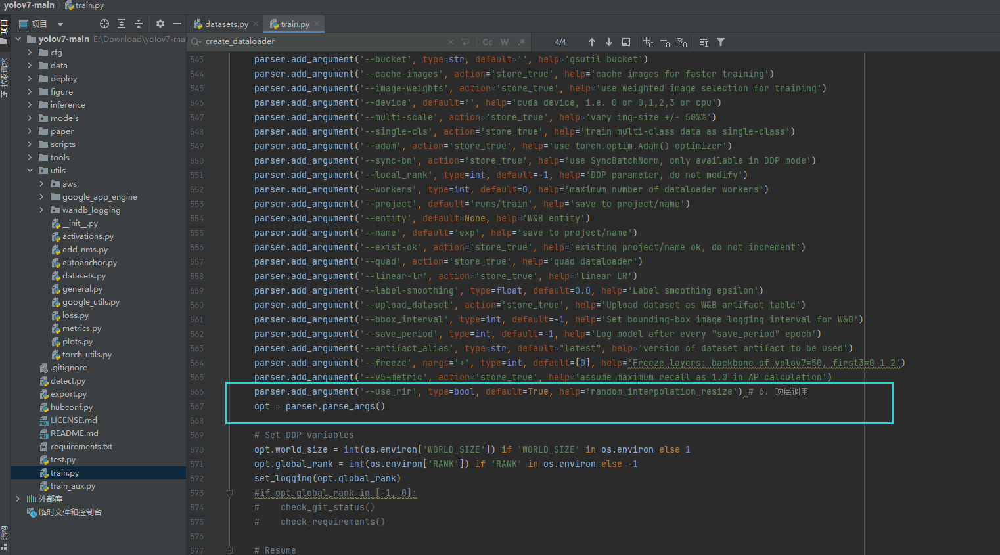 yolov7-main
train.py
项目
datasets.py
train.py
create_dataloader
Cc
W
.*
4/4
项目
拉取请求
结构
yolov7-main E:\Download\yolov7-ma
cfg
data
deploy
figure
inference
models
paper
scripts
tools
utils
aws
google_app_engine
wandb_logging
__init__.py
activations.py
add_nms.py
autoanchor.py
datasets.py
general.py
google_utils.py
loss.py
metrics.py
plots.py
torch_utils.py
.gitignore
detect.py
export.py
hubconf.py
LICENSE.md
README.md
requirements.txt
test.py
train.py
train_aux.py
外部库
临时文件和控制台
543 parser.add_argument('--bucket', type=str, default='', help='gsutil bucket')
544 parser.add_argument('--cache-images', action='store_true', help='cache images for faster training')
545 parser.add_argument('--image-weights', action='store_true', help='use weighted image selection for training')
546 parser.add_argument('--device', default='', help='cuda device, i.e. 0 or 0,1,2,3 or cpu')
547 parser.add_argument('--multi-scale', action='store_true', help='vary img-size +/- 50%%')
548 parser.add_argument('--single-cls', action='store_true', help='train multi-class data as single-class')
549 parser.add_argument('--adam', action='store_true', help='use torch.optim.Adam() optimizer')
550 parser.add_argument('--sync-bn', action='store_true', help='use SyncBatchNorm, only available in DDP mode')
551 parser.add_argument('--local_rank', type=int, default=-1, help='DDP parameter, do not modify')
552 parser.add_argument('--workers', type=int, default=0, help='maximum number of dataloader workers')
553 parser.add_argument('--project', default='runs/train', help='save to project/name')
554 parser.add_argument('--entity', default=None, help='W&B entity')
555 parser.add_argument('--name', default='exp', help='save to project/name')
556 parser.add_argument('--exist-ok', action='store_true', help='existing project/name ok, do not increment')
557 parser.add_argument('--quad', action='store_true', help='quad dataloader')
558 parser.add_argument('--linear-lr', action='store_true', help='linear LR')
559 parser.add_argument('--label-smoothing', type=float, default=0.0, help='Label smoothing epsilon')
560 parser.add_argument('--upload_dataset', action='store_true', help='Upload dataset as W&B artifact table')
561 parser.add_argument('--bbox_interval', type=int, default=-1, help='Set bounding-box image logging interval for W&B')
562 parser.add_argument('--save_period', type=int, default=-1, help='Log model after every "save_period" epoch')
563 parser.add_argument('--artifact_alias', type=str, default="latest", help='version of dataset artifact to be used')
564 parser.add_argument('--freeze', nargs='+', type=int, default=[0], help='Freeze layers: backbone of yolov7=50, first3=0 1 2')
565 parser.add_argument('--v5-metric', action='store_true', help='assume maximum recall as 1.0 in AP calculation')
566 parser.add_argument('--use_rir', type=bool, default=True, help='random_interpolation_resize') # 6. 顶层调用
567 opt = parser.parse_args()
568
569 # Set DDP variables
570 opt.world_size = int(os.environ['WORLD_SIZE']) if 'WORLD_SIZE' in os.environ else 1
571 opt.global_rank = int(os.environ['RANK']) if 'RANK' in os.environ else -1
572 set_logging(opt.global_rank)
573 #if opt.global_rank in [-1, 0]:
574 #    check_git_status()
575 #    check_requirements()
576
577 # Resume